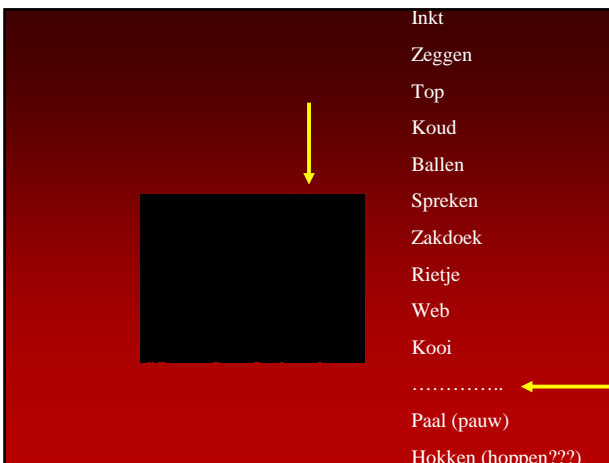 Inkt
Zeggen
Top
Koud
Ballen
Spreken
Zakdoek
Rietje
Web
Kooi
…………..
Paal (pauw)
Hokken (hoppen???)